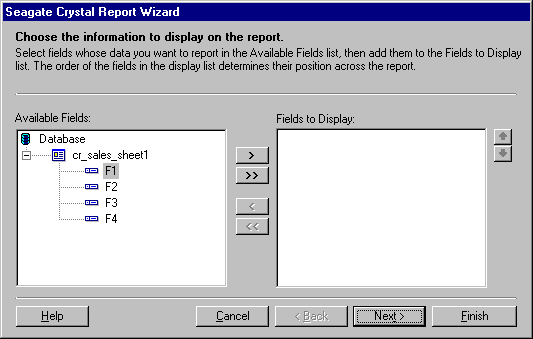 Seagate Crystal Report Wizard
Choose the information to display on the report.
Select fields whose data you want to report in the Available Fields list, then add them to the Fields to Display
list. The order of the fields in the display list determines their position across the report.
Available Fields:
Fields to Display:
Database
cr_sales_sheet1
F1
F2
F3
F4
>
>>
<
<<
Help
Cancel
< Back
Next >
Finish